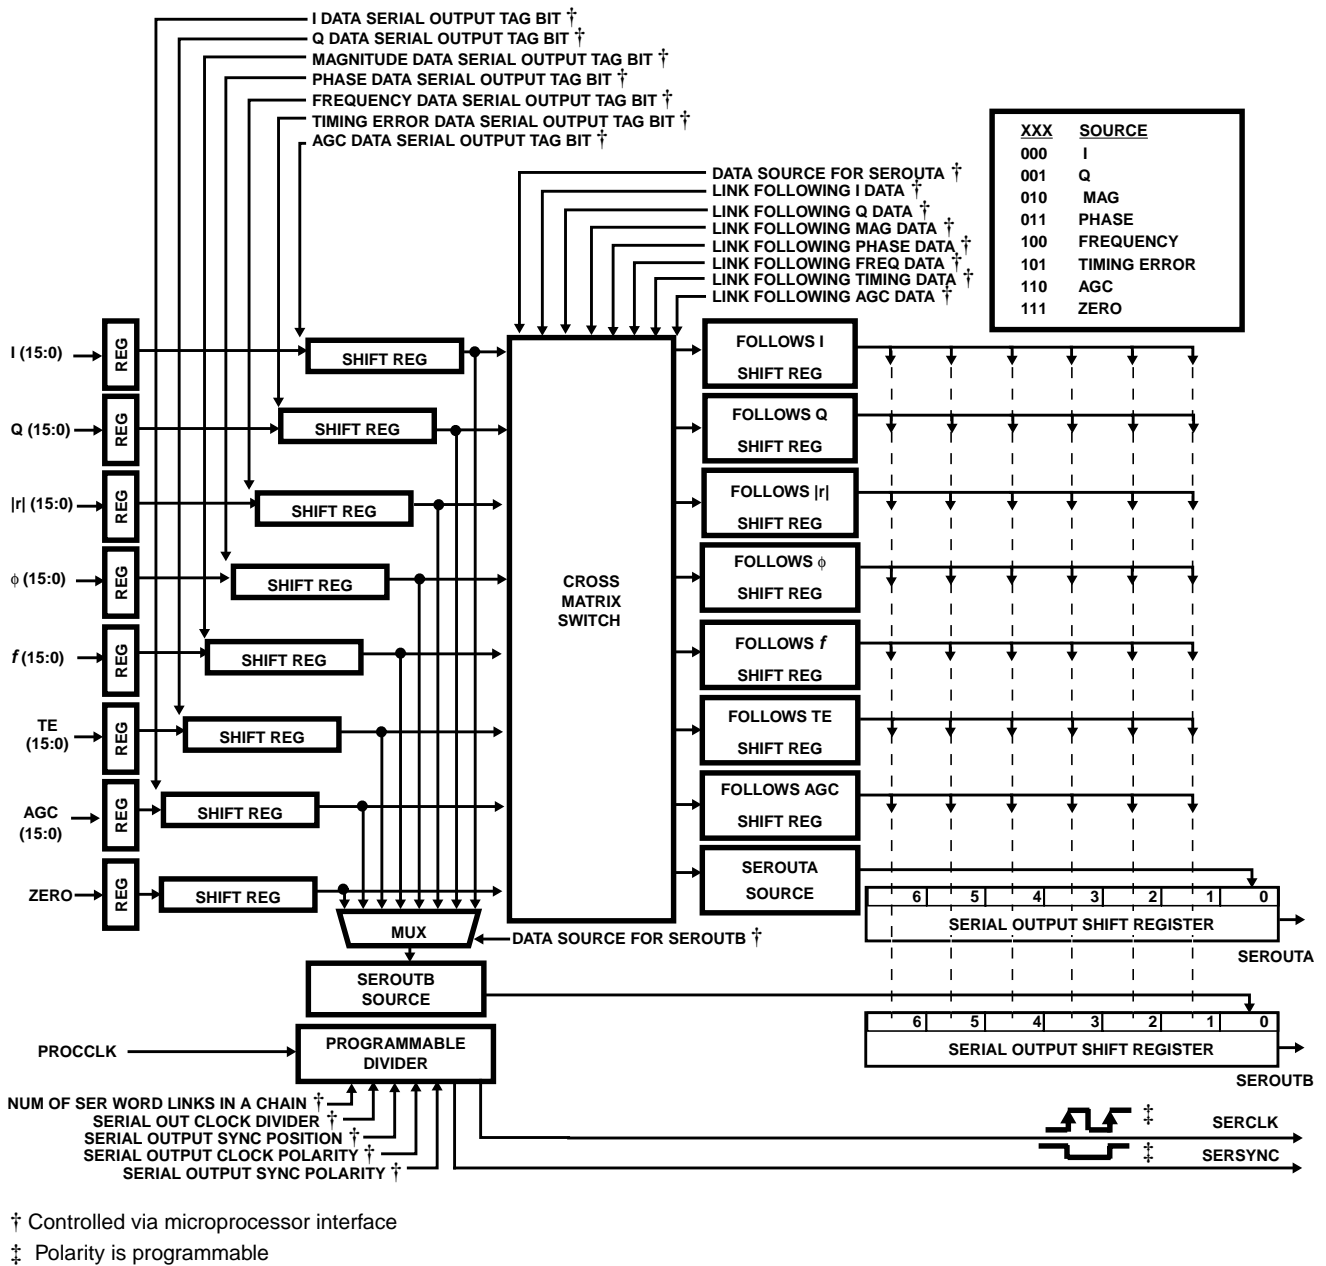 I DATA SERIAL OUTPUT TAG BIT †
Q DATA SERIAL OUTPUT TAG BIT †
MAGNITUDE DATA SERIAL OUTPUT TAG BIT †
PHASE DATA SERIAL OUTPUT TAG BIT †
FREQUENCY DATA SERIAL OUTPUT TAG BIT †
TIMING ERROR DATA SERIAL OUTPUT TAG BIT †
AGC DATA SERIAL OUTPUT TAG BIT †
XXX SOURCE
000 I
001 Q
010 MAG
011 PHASE
100 FREQUENCY
101 TIMING ERROR
110 AGC
111 ZERO
DATA SOURCE FOR SEROUTA †
LINK FOLLOWING I DATA †
LINK FOLLOWING Q DATA †
LINK FOLLOWING MAG DATA †
LINK FOLLOWING PHASE DATA †
LINK FOLLOWING FREQ DATA †
LINK FOLLOWING TIMING DATA †
LINK FOLLOWING AGC DATA †
I (15:0)
REG
SHIFT REG
FOLLOWS I
SHIFT REG
Q (15:0)
REG
SHIFT REG
FOLLOWS Q
SHIFT REG
|r| (15:0)
REG
SHIFT REG
FOLLOWS |r|
SHIFT REG
ϕ (15:0)
REG
SHIFT REG
CROSS
MATRIX
SWITCH
FOLLOWS ϕ
SHIFT REG
f (15:0)
REG
SHIFT REG
FOLLOWS f
SHIFT REG
TE
(15:0)
REG
SHIFT REG
FOLLOWS TE
SHIFT REG
AGC
(15:0)
REG
SHIFT REG
FOLLOWS AGC
SHIFT REG
ZERO
REG
SHIFT REG
SEROUTA
SOURCE
6 5 4 3 2 1 0
SERIAL OUTPUT SHIFT REGISTER
SEROUTA
MUX
DATA SOURCE FOR SEROUTB †
SEROUTB
SOURCE
6 5 4 3 2 1 0
SERIAL OUTPUT SHIFT REGISTER
SEROUTB
PROCCLK
PROGRAMMABLE
DIVIDER
NUM OF SER WORD LINKS IN A CHAIN †
SERIAL OUT CLOCK DIVIDER †
SERIAL OUTPUT SYNC POSITION †
SERIAL OUTPUT CLOCK POLARITY †
SERIAL OUTPUT SYNC POLARITY †
‡ SERCLK
‡ SERSYNC
† Controlled via microprocessor interface
‡ Polarity is programmable